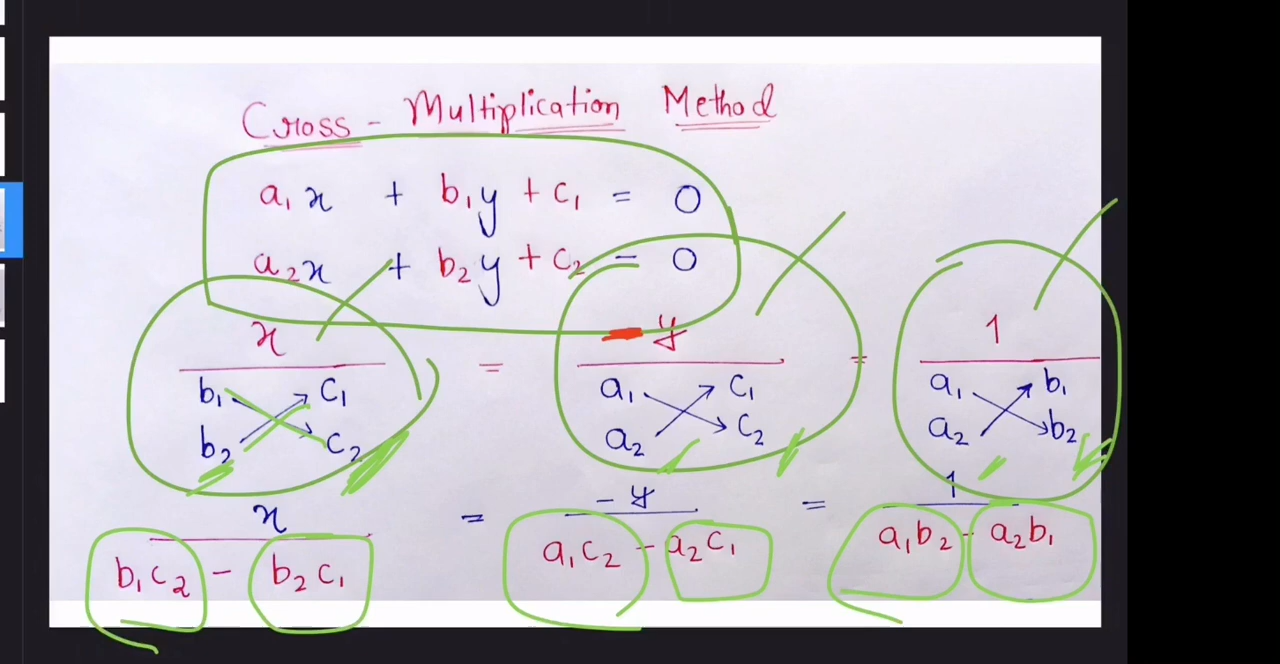 Cross - Multiplication Method
a₁x + b₁y + c₁ = 0
a₂x + b₂y + c₂ = 0
x = -y = 1
b₁ c₁ a₁ c₁ a₁ b₁
b₂ c₂ a₂ c₂ a₂ b₂
x = -y = 1
b₁c₂ - b₂c₁ a₁c₂ - a₂c₁ a₁b₂ - a₂b₁